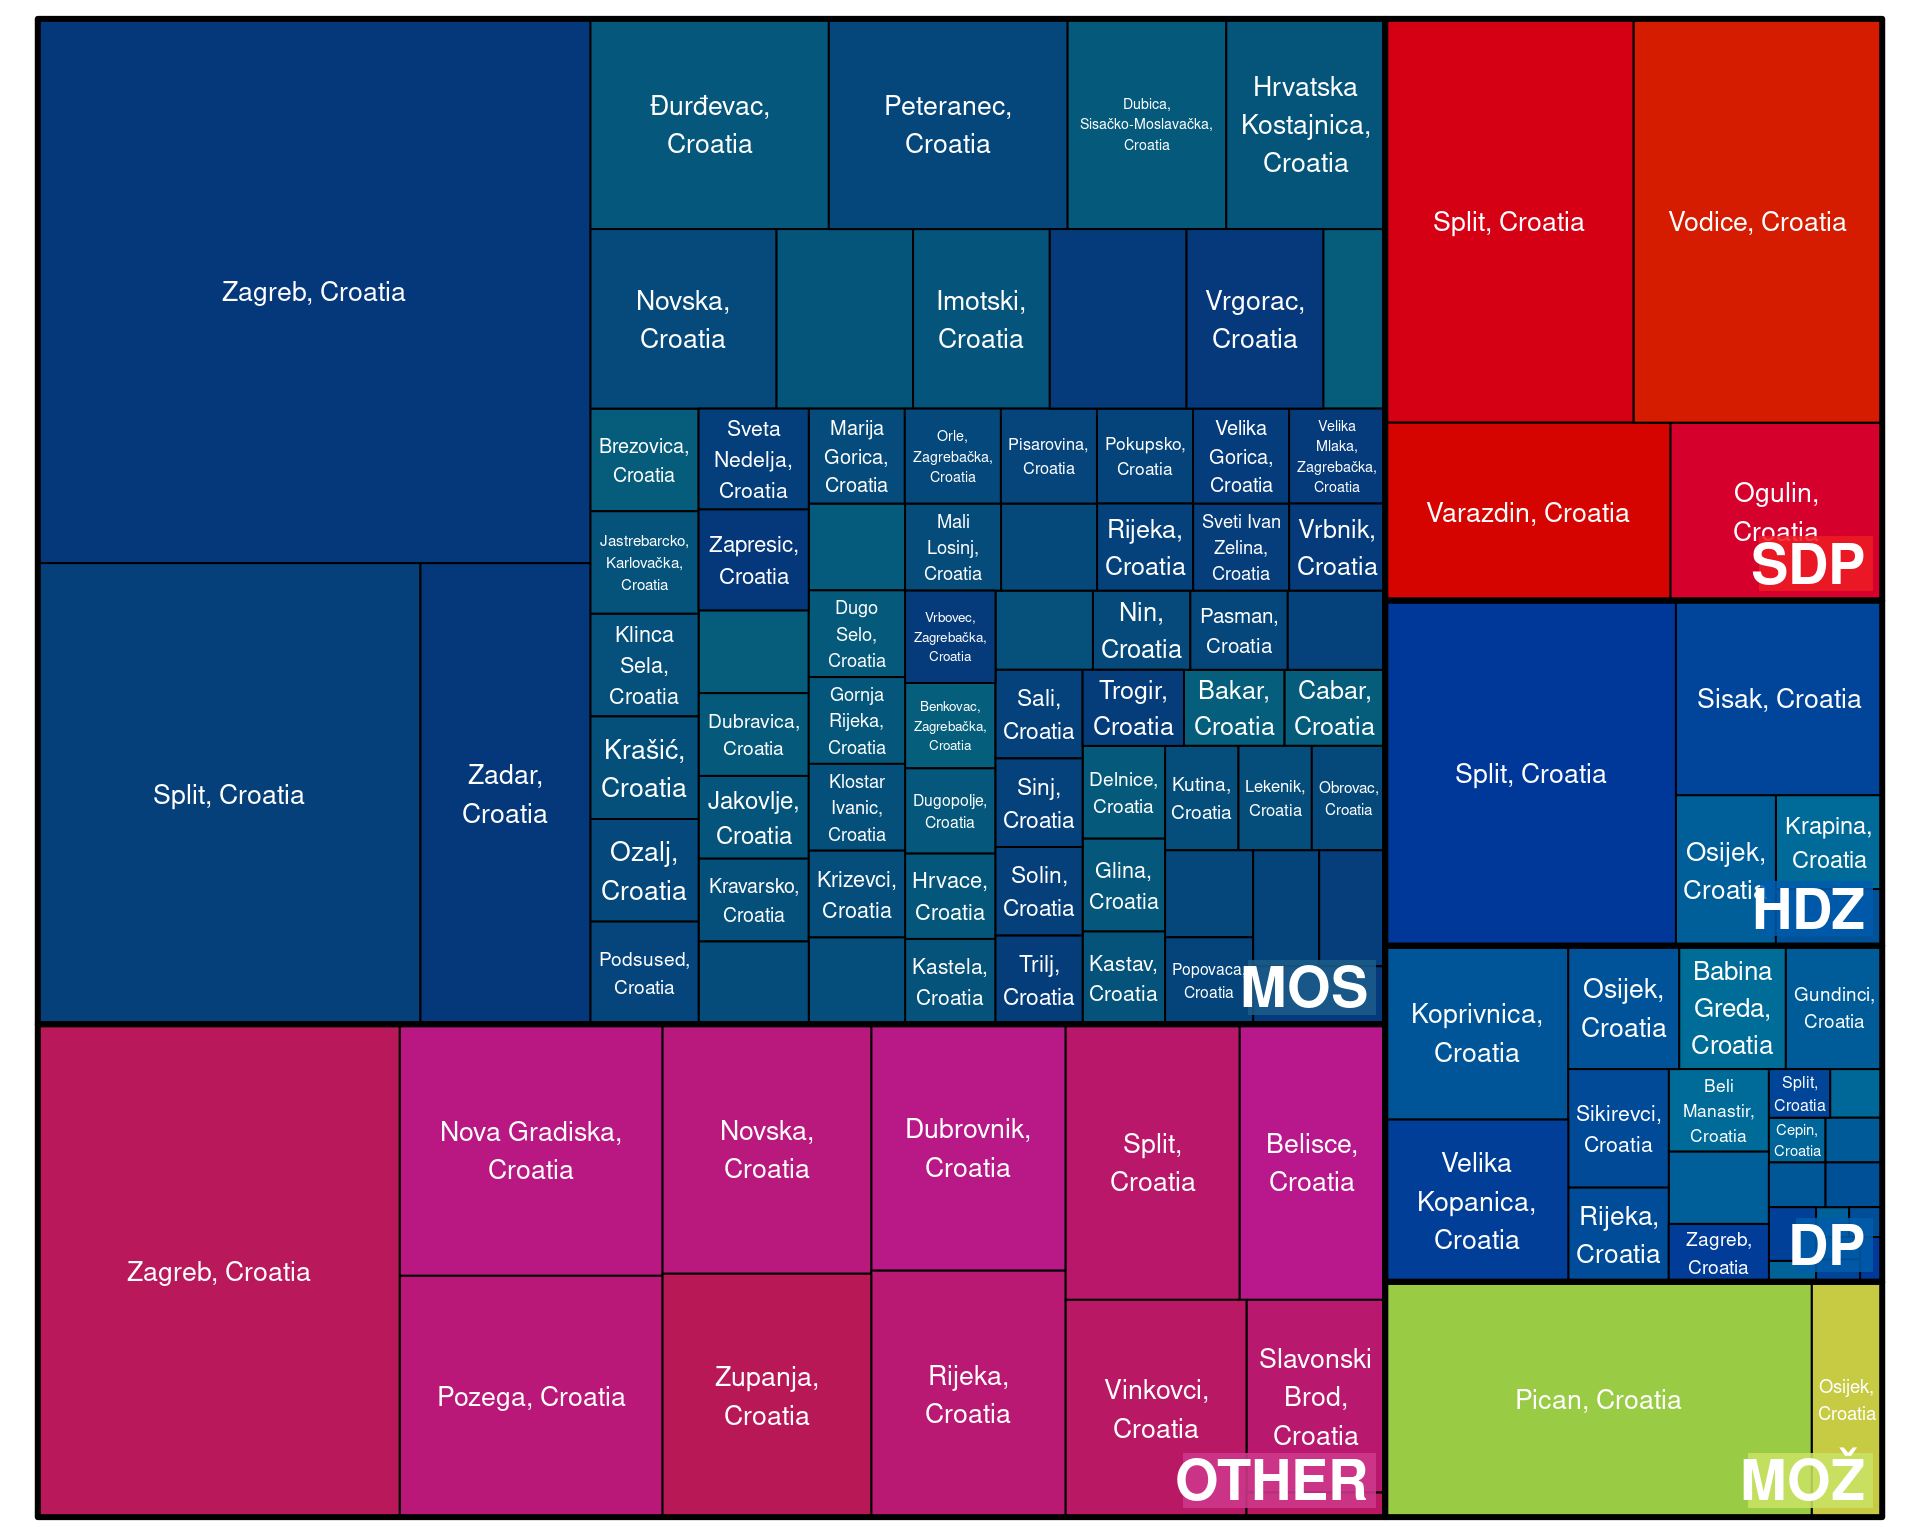 Zagreb, Croatia
Split, Croatia
Zadar,
Croatia
Đurđevac,
Croatia
Peteranec,
Croatia
Dubica,
Sisačko-Moslavačka,
Croatia
Hrvatska
Kostajnica,
Croatia
Novska,
Croatia
Imotski,
Croatia
Vrgorac,
Croatia
Brezovica,
Croatia
Jastrebarcko,
Karlovačka,
Croatia
Klinca
Sela,
Croatia
Krašić,
Croatia
Ozalj,
Croatia
Podsused,
Croatia
Sveta
Nedelja,
Croatia
Zapresic,
Croatia
Dubravica,
Croatia
Jakovlje,
Croatia
Kravarsko,
Croatia
Marija
Gorica,
Croatia
Dugo
Selo,
Croatia
Gornja
Rijeka,
Croatia
Klostar
Ivanic,
Croatia
Krizevci,
Croatia
Orle,
Zagrebačka,
Croatia
Pisarovina,
Croatia
Pokupsko,
Croatia
Velika
Gorica,
Croatia
Velika
Mlaka,
Zagrebačka,
Croatia
Mali
Losinj,
Croatia
Rijeka,
Croatia
Sveti Ivan
Zelina,
Croatia
Vrbnik,
Croatia
Vrbovec,
Zagrebačka,
Croatia
Benkovac,
Zagrebačka,
Croatia
Dugopolje,
Croatia
Hrvace,
Croatia
Kastela,
Croatia
Nin,
Croatia
Pasman,
Croatia
Sali,
Croatia
Sinj,
Croatia
Solin,
Croatia
Trilj,
Croatia
Trogir,
Croatia
Bakar,
Croatia
Cabar,
Croatia
Delnice,
Croatia
Glina,
Croatia
Kastav,
Croatia
Kutina,
Croatia
Lekenik,
Croatia
Obrovac,
Croatia
Popovaca
Croatia
MOS
Zagreb, Croatia
Nova Gradiska,
Croatia
Pozega, Croatia
Novska,
Croatia
Zupanja,
Croatia
Dubrovnik,
Croatia
Rijeka,
Croatia
Split,
Croatia
Belisce,
Croatia
Vinkovci,
Croatia
Slavonski
Brod,
Croatia
OTHER
Split, Croatia
Vodice, Croatia
Varazdin, Croatia
Ogulin,
Croatia
SDP
Split, Croatia
Sisak, Croatia
Osijek,
Croatia
Krapina,
Croatia
HDZ
Koprivnica,
Croatia
Velika
Kopanica,
Croatia
Osijek,
Croatia
Babina
Greda,
Croatia
Gundinci,
Croatia
Sikirevci,
Croatia
Rijeka,
Croatia
Beli
Manastir,
Croatia
Zagreb,
Croatia
Split,
Croatia
Cepin,
Croatia
DP
Pican, Croatia
Osijek,
Croatia
MOŽ